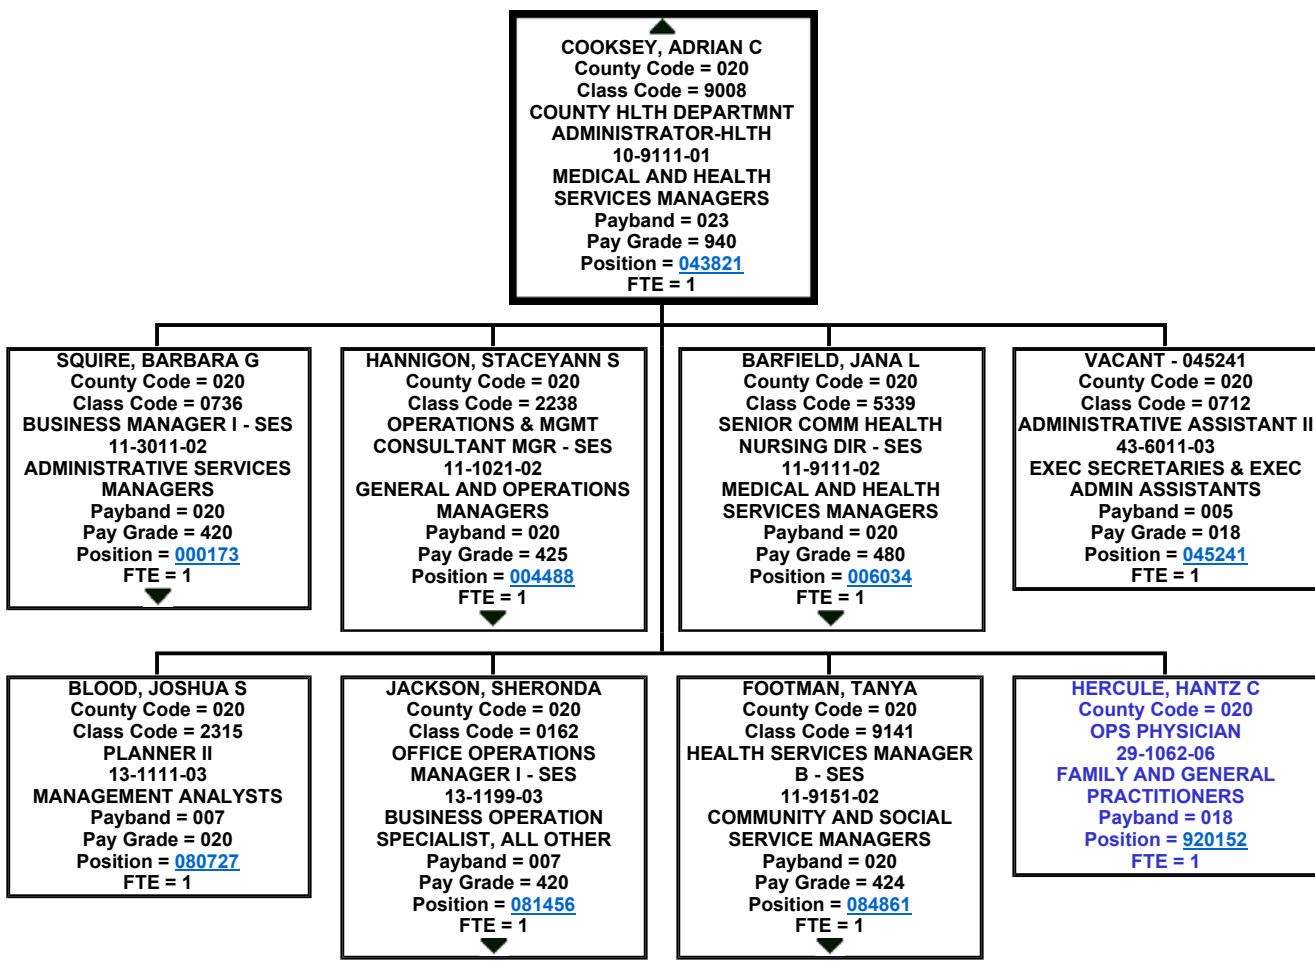 COOKSEY, ADRIAN C
County Code = 020
Class Code = 9008
COUNTY HLTH DEPARTMNT
ADMINISTRATOR-HLTH
10-9111-01
MEDICAL AND HEALTH
SERVICES MANAGERS
Payband = 023
Pay Grade = 940
Position = 043821
FTE = 1
SQUIRE, BARBARA G
County Code = 020
Class Code = 0736
BUSINESS MANAGER I - SES
11-3011-02
ADMINISTRATIVE SERVICES
MANAGERS
Payband = 020
Pay Grade = 420
Position = 000173
FTE = 1
HANNIGON, STACEYANN S
County Code = 020
Class Code = 2238
OPERATIONS & MGMT
CONSULTANT MGR - SES
11-1021-02
GENERAL AND OPERATIONS
MANAGERS
Payband = 020
Pay Grade = 425
Position = 004488
FTE = 1
BARFIELD, JANA L
County Code = 020
Class Code = 5339
SENIOR COMM HEALTH
NURSING DIR - SES
11-9111-02
MEDICAL AND HEALTH
SERVICES MANAGERS
Payband = 020
Pay Grade = 480
Position = 006034
FTE = 1
VACANT - 045241
County Code = 020
Class Code = 0712
ADMINISTRATIVE ASSISTANT II
43-6011-03
EXEC SECRETARIES & EXEC
ADMIN ASSISTANTS
Payband = 005
Pay Grade = 018
Position = 045241
FTE = 1
BLOOD, JOSHUA S
County Code = 020
Class Code = 2315
PLANNER II
13-1111-03
MANAGEMENT ANALYSTS
Payband = 007
Pay Grade = 020
Position = 080727
FTE = 1
JACKSON, SHERONDA
County Code = 020
Class Code = 0162
OFFICE OPERATIONS
MANAGER I - SES
13-1199-03
BUSINESS OPERATION
SPECIALIST, ALL OTHER
Payband = 007
Pay Grade = 420
Position = 081456
FTE = 1
FOOTMAN, TANYA
County Code = 020
Class Code = 9141
HEALTH SERVICES MANAGER
B - SES
11-9151-02
COMMUNITY AND SOCIAL
SERVICE MANAGERS
Payband = 020
Pay Grade = 424
Position = 084861
FTE = 1
HERCULE, HANTZ C
County Code = 020
OPS PHYSICIAN
29-1062-06
FAMILY AND GENERAL
PRACTITIONERS
Payband = 018
Position = 920152
FTE = 1